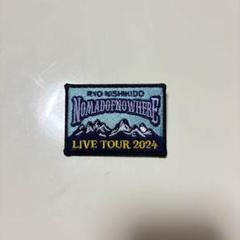 RYO NISHIKIDO
NOMADOFNOWHERE
LIVE TOUR 2024